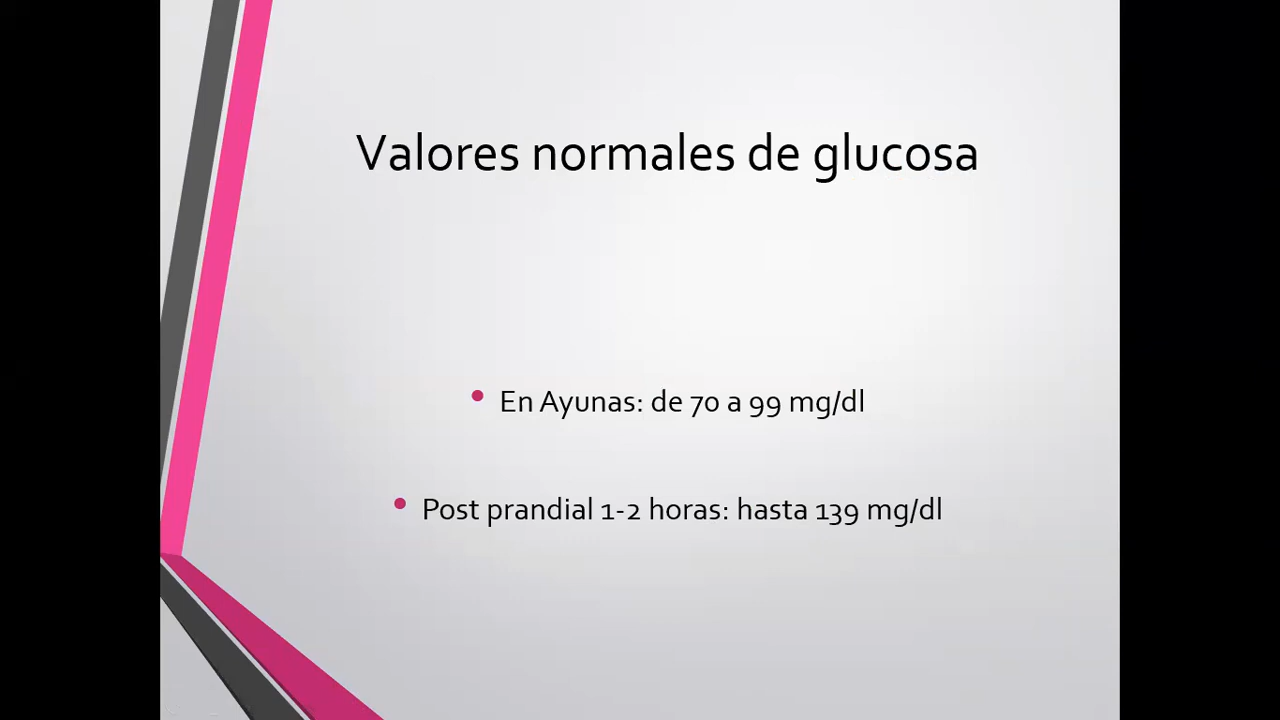 Valores normales de glucosa
• En Ayunas: de 70 a 99 mg/dl
• Post prandial 1-2 horas: hasta 139 mg/dl